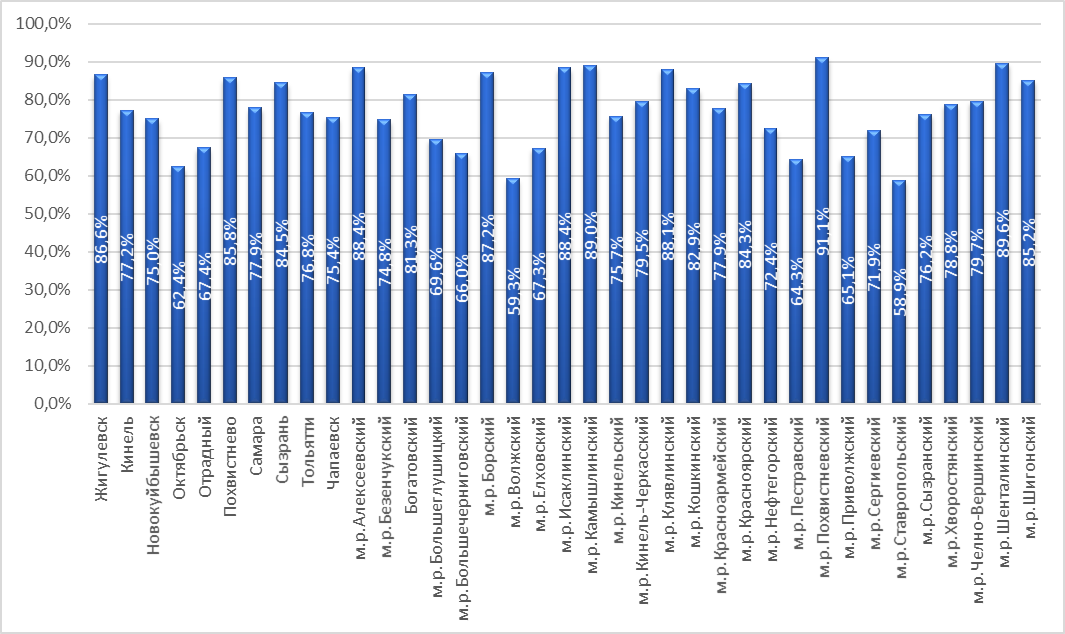 100,0%
90,0%
80,0%
70,0%
60,0%
50,0%
40,0%
30,0%
20,0%
10,0%
0,0%
86,6%
77,2%
75,0%
62,4%
67,4%
85,8%
77,9%
84,5%
76,8%
75,4%
88,4%
74,8%
81,3%
69,6%
66,0%
87,2%
59,3%
67,3%
88,4%
89,0%
75,7%
79,5%
88,1%
82,9%
77,9%
84,3%
72,4%
64,3%
91,1%
65,1%
71,9%
58,9%
76,2%
78,8%
79,7%
89,6%
85,2%
Жигулевск
Кинель
Новокуйбышевск
Октябрьск
Отрадный
Похвистнево
Самара
Сызрань
Тольятти
Чапаевск
м.р.Алексеевский
м.р.Безенчукский
Богатовский
м.р.Большеглушицкий
м.р.Большечерниговский
м.р.Борский
м.р.Волжский
м.р.Елховский
м.р.Исаклинский
м.р.Камышлинский
м.р.Кинельский
м.р.Кинель-Черкасский
м.р.Клявлинский
м.р.Кошкинский
м.р.Красноармейский
м.р.Красноярский
м.р.Нефтегорский
м.р.Пестравский
м.р.Похвистневский
м.р.Приволжский
м.р.Сергиевский
м.р.Ставропольский
м.р.Сызранский
м.р.Хворостянский
м.р.Челно-Вершинский
м.р.Шенталинский
м.р.Шигонский